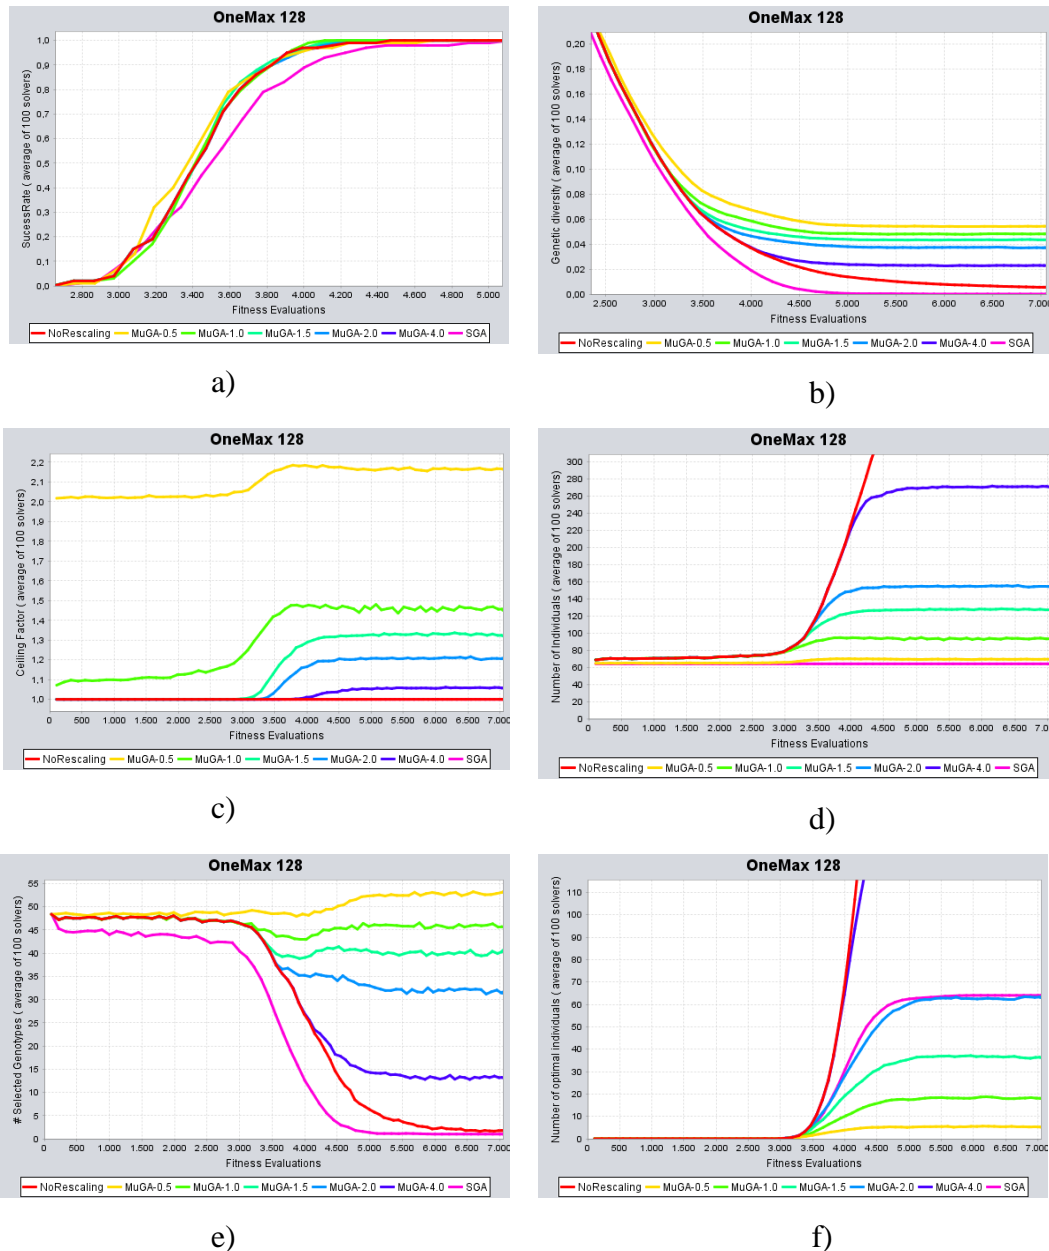 OneMax 128
SucessRate ( average of 100 solvers)
1,0
0,9
0,8
0,7
0,6
0,5
0,4
0,3
0,2
0,1
0,0
2.800 3.000 3.200 3.400 3.600 3.800 4.000 4.200 4.400 4.600 4.800 5.000
Fitness Evaluations
NoRescaling MuGA-0.5 MuGA-1.0 MuGA-1.5 MuGA-2.0 MuGA-4.0 SGA
a)
OneMax 128
Genetic diversity ( average of 100 solvers)
0,20
0,18
0,16
0,14
0,12
0,10
0,08
0,06
0,04
0,02
0,00
2.500 3.000 3.500 4.000 4.500 5.000 5.500 6.000 6.500 7.000
Fitness Evaluations
NoRescaling MuGA-0.5 MuGA-1.0 MuGA-1.5 MuGA-2.0 MuGA-4.0 SGA
b)
OneMax 128
Ceiling Factor ( average of 100 solvers)
2,2
2,1
2,0
1,9
1,8
1,7
1,6
1,5
1,4
1,3
1,2
1,1
1,0
0 500 1.000 1.500 2.000 2.500 3.000 3.500 4.000 4.500 5.000 5.500 6.000 6.500 7.000
Fitness Evaluations
NoRescaling MuGA-0.5 MuGA-1.0 MuGA-1.5 MuGA-2.0 MuGA-4.0 SGA
c)
OneMax 128
Number of Individuals ( average of 100 solvers)
300
280
260
240
220
200
180
160
140
120
100
80
60
40
20
0
0 500 1.000 1.500 2.000 2.500 3.000 3.500 4.000 4.500 5.000 5.500 6.000 6.500 7.0
Fitness Evaluations
NoRescaling MuGA-0.5 MuGA-1.0 MuGA-1.5 MuGA-2.0 MuGA-4.0 SGA
d)
OneMax 128
# Selected Genotypes ( average of 100 solvers)
55
50
45
40
35
30
25
20
15
10
5
0
0 500 1.000 1.500 2.000 2.500 3.000 3.500 4.000 4.500 5.000 5.500 6.000 6.500 7.000
Fitness Evaluations
NoRescaling MuGA-0.5 MuGA-1.0 MuGA-1.5 MuGA-2.0 MuGA-4.0 SGA
e)
OneMax 128
Number of optimal individuals ( average of 100 solvers)
110
100
90
80
70
60
50
40
30
20
10
0
0 500 1.000 1.500 2.000 2.500 3.000 3.500 4.000 4.500 5.000 5.500 6.000 6.500 7.000
Fitness Evaluations
NoRescaling MuGA-0.5 MuGA-1.0 MuGA-1.5 MuGA-2.0 MuGA-4.0 SGA
f)